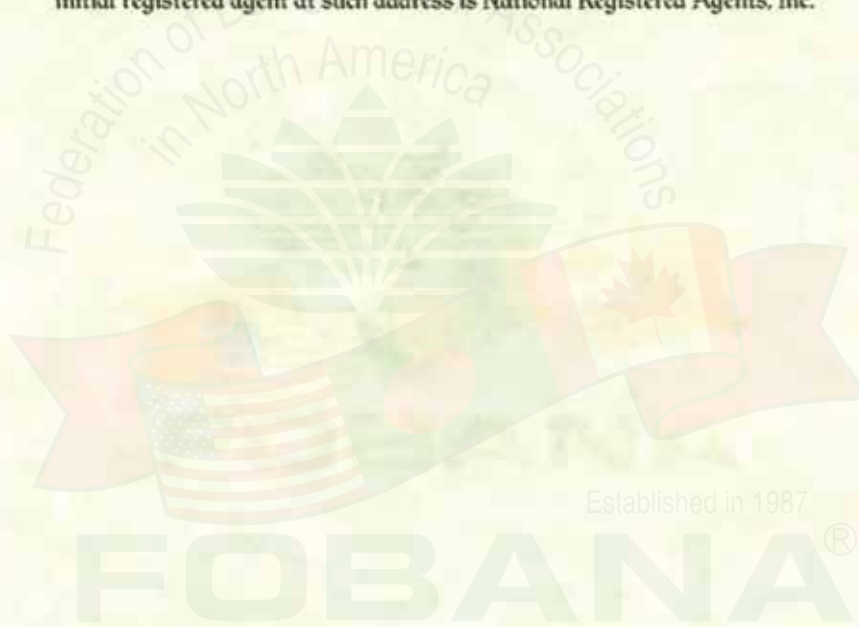 initial registered agent at such address is National Registered Agents, Inc.
Federation of B Associations
in North America
Established in 1987
FOBANA®